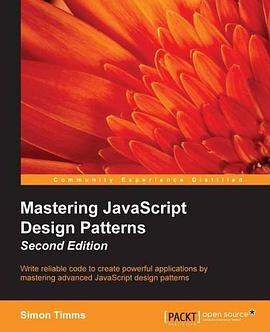 Community Experience Distilled
Mastering JavaScript
Design Patterns
Second Edition
Write reliable code to create powerful applications by
mastering advanced JavaScript design patterns
Simon Timms
PACKT
PUBLISHING
open source